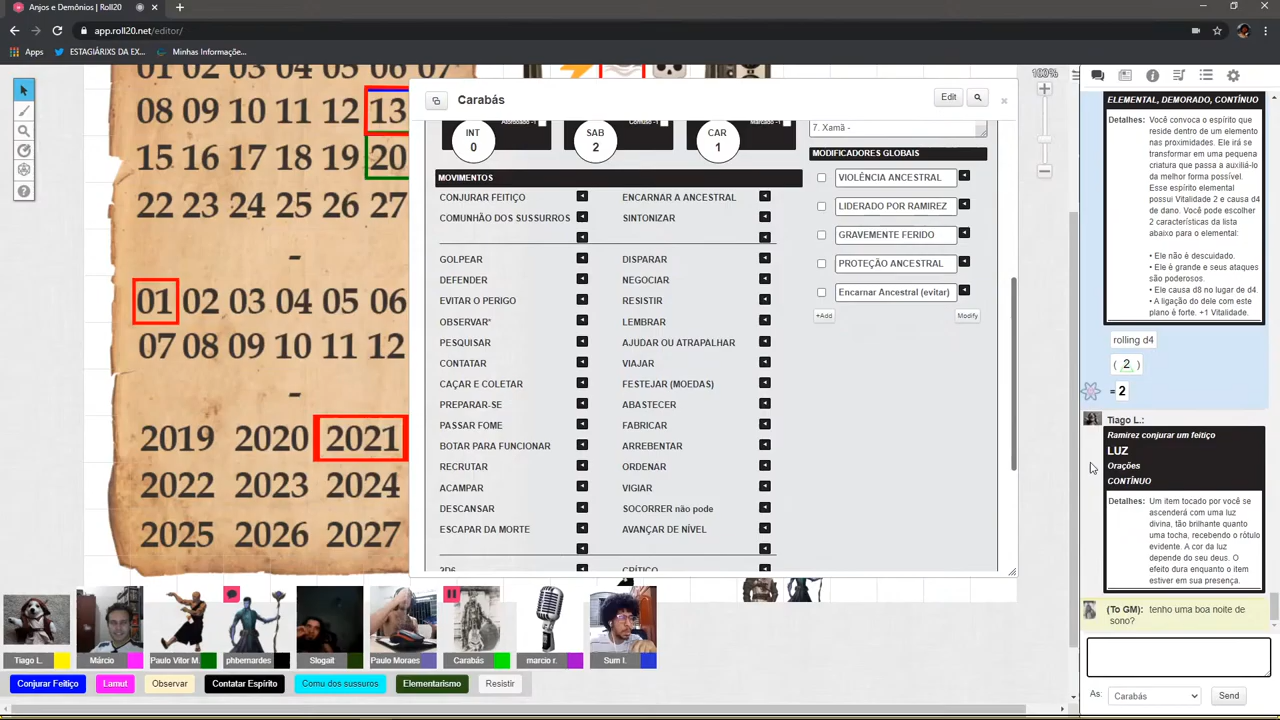 Anjos e Demônios | Roll20
app.roll20.net/editor/
Apps
ESTAGIÁRIXS DA EX...
Minhas Informaçõe...
01 02 03 04 05 06 07
08 09 10 11 12 13
15 16 17 18 19 20
22 23 24 25 26 27
-
01 02 03 04 05 06
07 08 09 10 11 12
-
2019 2020 2021
2022 2023 2024
2025 2026 2027
Carabás
Edit
INT
0
SAB
2
CAR
1
7. Xamã -
MOVIMENTOS
CONJURAR FEITIÇO
ENCARNAR A ANCESTRAL
COMUNHÃO DOS SUSSURROS
SINTONIZAR
GOLPEAR
DISPARAR
DEFENDER
NEGOCIAR
EVITAR O PERIGO
RESISTIR
OBSERVAR*
LEMBRAR
PESQUISAR
AJUDAR OU ATRAPALHAR
CONTATAR
VIAJAR
CAÇAR E COLETAR
FESTEJAR (MOEDAS)
PREPARAR-SE
ABASTECER
PASSAR FOME
FABRICAR
BOTAR PARA FUNCIONAR
ARREBENTAR
RECRUTAR
ORDENAR
ACAMPAR
VIGIAR
DESCANSAR
SOCORRER não pode
ESCAPAR DA MORTE
AVANÇAR DE NÍVEL
2D6
CRÍTICO
MODIFICADORES GLOBAIS
VIOLÊNCIA ANCESTRAL
LIDERADO POR RAMIREZ
GRAVEMENTE FERIDO
PROTEÇÃO ANCESTRAL
Encarnar Ancestral (evitar)
+Add
Modify
100%
ELEMENTAL, DEMORADO, CONTÍNUO
Detalhes: Você convoca o espírito que
reside dentro de um elemento
nas proximidades. Ele irá se
transformar em uma pequena
criatura que passa a auxiliá-lo
da melhor forma possível.
Esse espírito elemental
possui Vitalidade 2 e causa d4
de dano. Você pode escolher
2 características da lista
abaixo para o elemental:
• Ele não é descuidado.
• Ele é grande e seus ataques
são poderosos.
• Ele causa d8 no lugar de d4.
• A ligação do dele com este
plano é forte. +1 Vitalidade.
rolling d4
( 2 )
= 2
Tiago L.:
Ramirez conjurar um feitiço
LUZ
Orações
CONTÍNUO
Detalhes: Um item tocado por você se
ascenderá com uma luz
divina, tão brilhante quanto
uma tocha, recebendo o rótulo
evidente. A cor da luz
depende do seu deus. O
efeito dura enquanto o item
estiver em sua presença.
(To GM): tenho uma boa noite de
sono?
As:
Carabás
Send
Tiago L.
Márcio
Paulo Vitor M.
phbernardes
Slogait
Paulo Moraes
Carabás
marcio r.
Sum I.
Conjurar Feitiço
Lamut
Observar
Contatar Espírito
Comu dos sussuros
Elementarismo
Resistir